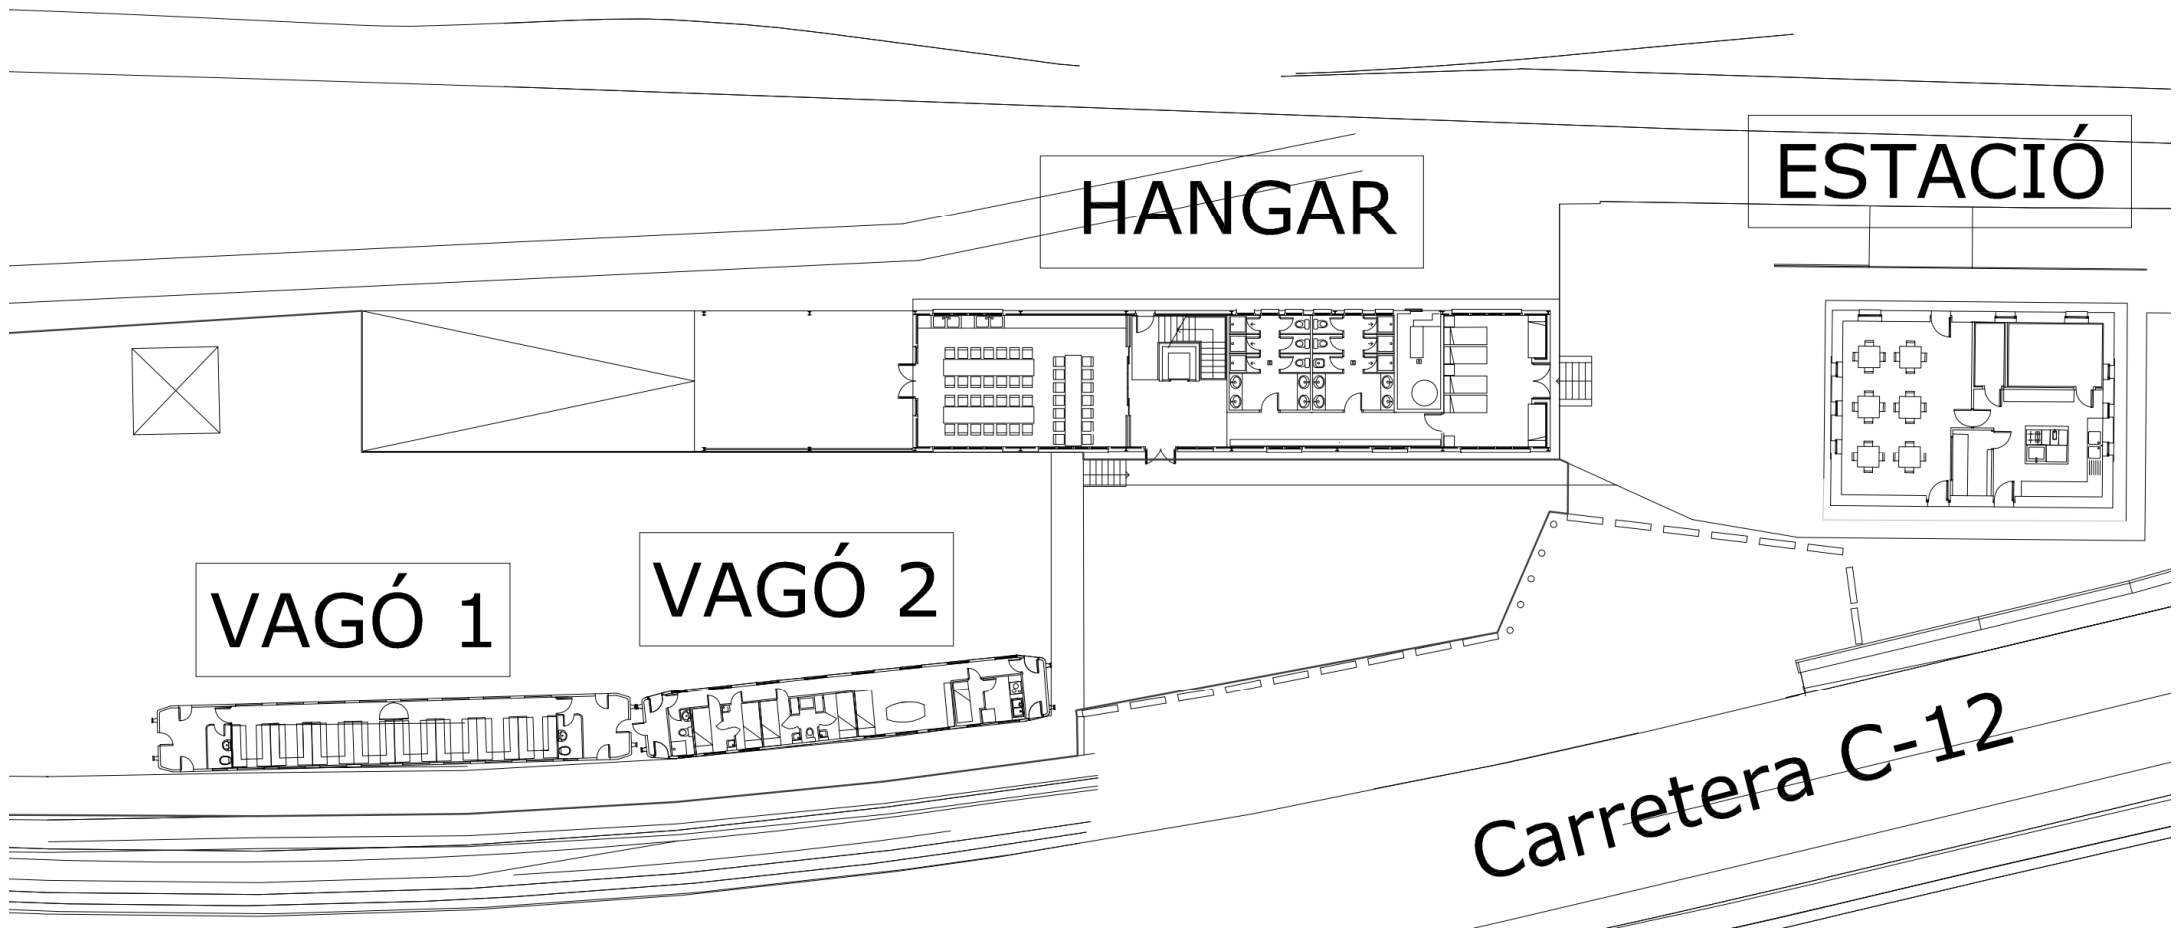 ESTACIÓ
HANGAR
VAGÓ 2
VAGÓ 1
Carretera C-12